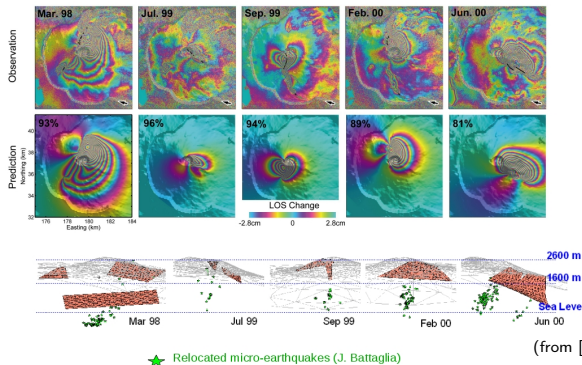 Mar. 98
Jul. 99
Sep. 99
Feb. 00
Jun. 00
Observation
93%
96%
94%
89%
81%
Prediction
Northing (km)
40
38
36
34
32
176 178 180 182 184
Easting (km)
LOS Change
-2.8cm 0 2.8cm
2600 m
1600 m
Sea Leve
Mar 98
Jul 99
Sep 99
Feb 00
Jun 00
(from [
Relocated micro-earthquakes (J. Battaglia)